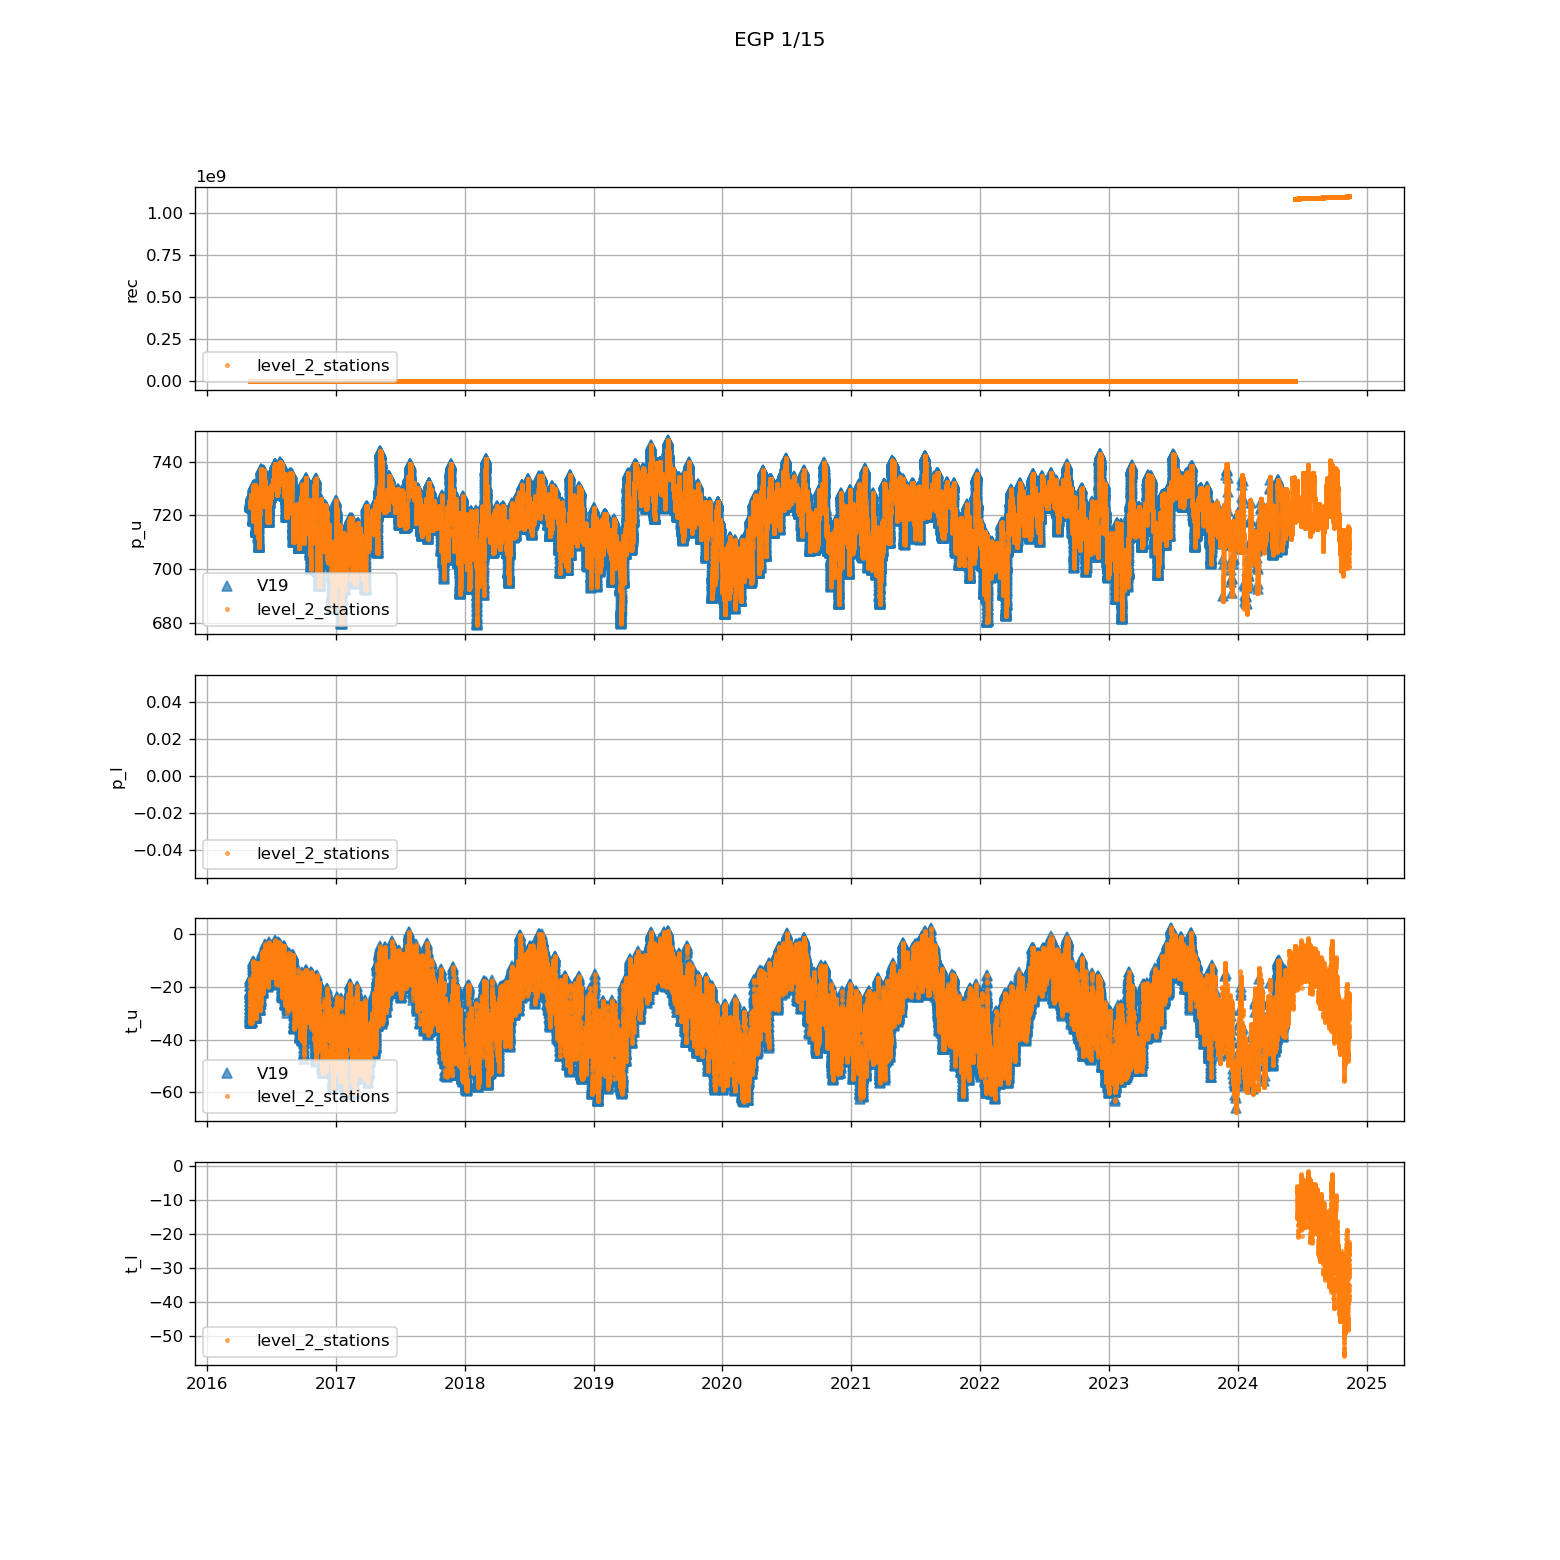 EGP 1/15
1e9
1.00
0.75
0.50
0.25
0.00
rec
level_2_stations
740
720
700
680
p_u
V19
level_2_stations
0.04
0.02
0.00
−0.02
−0.04
p_l
level_2_stations
0
−20
−40
−60
t_u
V19
level_2_stations
0
−10
−20
−30
−40
−50
t_l
level_2_stations
2016 2017 2018 2019 2020 2021 2022 2023 2024 2025